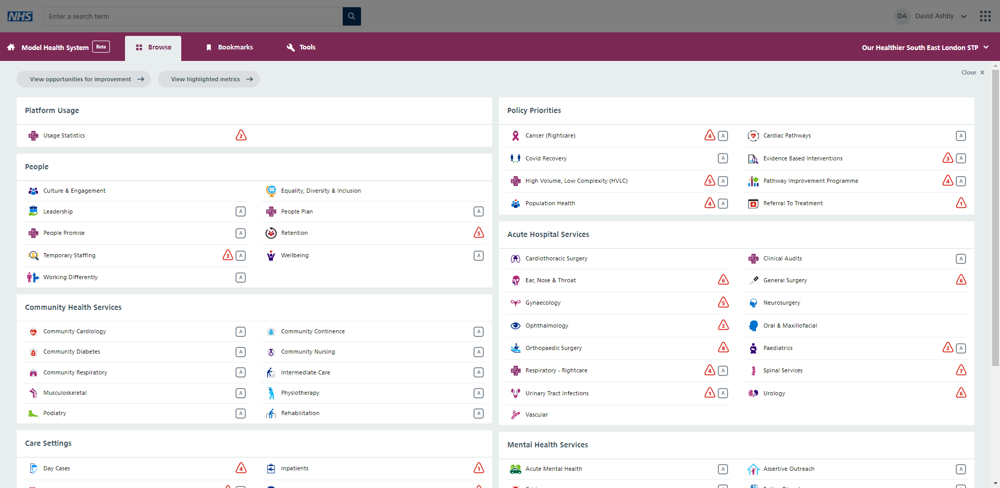 NHS
Enter a search term
DA
David Ashby
Model Health System
Beta
Browse
Bookmarks
Tools
Our Healthier South East London STP
View opportunities for improvement
View highlighted metrics
Close
Platform Usage
Usage Statistics
2
People
Culture & Engagement
Equality, Diversity & Inclusion
Leadership
A
People Plan
A
People Promise
A
Retention
5
Temporary Staffing
3
A
Wellbeing
A
Working Differently
A
Community Health Services
Community Cardiology
A
Community Continence
A
Community Diabetes
A
Community Nursing
A
Community Respiratory
A
Intermediate Care
A
Musculoskeletal
A
Physiotherapy
A
Podiatry
A
Rehabilitation
A
Care Settings
Day Cases
4
Inpatients
1
Policy Priorities
Cancer (Rightcare)
4
A
Cardiac Pathways
A
Covid Recovery
A
Evidence Based Interventions
3
A
High Volume, Low Complexity (HVLC)
5
A
Pathway Improvement Programme
4
A
Population Health
4
A
Referral To Treatment
1
Acute Hospital Services
Cardiothoracic Surgery
Clinical Audits
A
Ear, Nose & Throat
6
General Surgery
6
Gynaecology
5
Neurosurgery
Ophthalmology
2
Oral & Maxillofacial
Orthopaedic Surgery
8
Paediatrics
2
A
Respiratory - Rightcare
4
A
Spinal Services
7
Urinary Tract Infections
1
A
Urology
6
Vascular
Mental Health Services
Acute Mental Health
A
Assertive Outreach
A